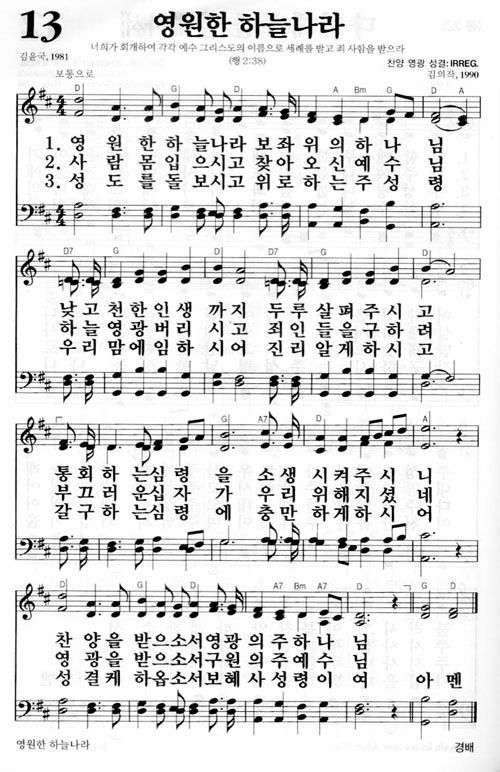 13
영원한 하늘나라
너희가 회개하여 각각 예수 그리스도의 이름으로 세례를 받고 죄 사함을 받으라
(행 2:38)
김윤국, 1981
찬양 영광 성결: IRREG.
김의작, 1990
보통으로
D G D A Bm G D A
1. 영 원 한 하 늘 나 라 보 좌 위 의 하 나 님
2. 사 람 몸 입 으 시 고 찾 아 오 신 예 수 님
3. 성 도 를 돌 보 시 고 위 로 하 는 주 성 령
D7 G D D7 G D
낮 고 천 한 인 생 까 지 두 루 살 펴 주 시 고
하 늘 영 광 버 리 시 고 죄 인 들 을 구 하 려
우 리 맘 에 임 하 시 어 진 리 알 게 하 시 고
G A7 D A
통 회 하 는 심 령 을 소 생 시 켜 주 시 니
부 끄 러 운 십 자 가 우 리 위 해 지 셨 네
갈 구 하 는 심 령 에 충 만 하 게 하 시 어
D G D A7 Bm A7 D G D
찬 양 을 받 으 소 서 영 광 의 주 하 나 님
영 광 을 받 으 소 서 구 원 의 주 예 수 님
성 결 케 하 옵 소 서 보 혜 사 성 령 이 여 아 멘
영원한 하늘나라
경배